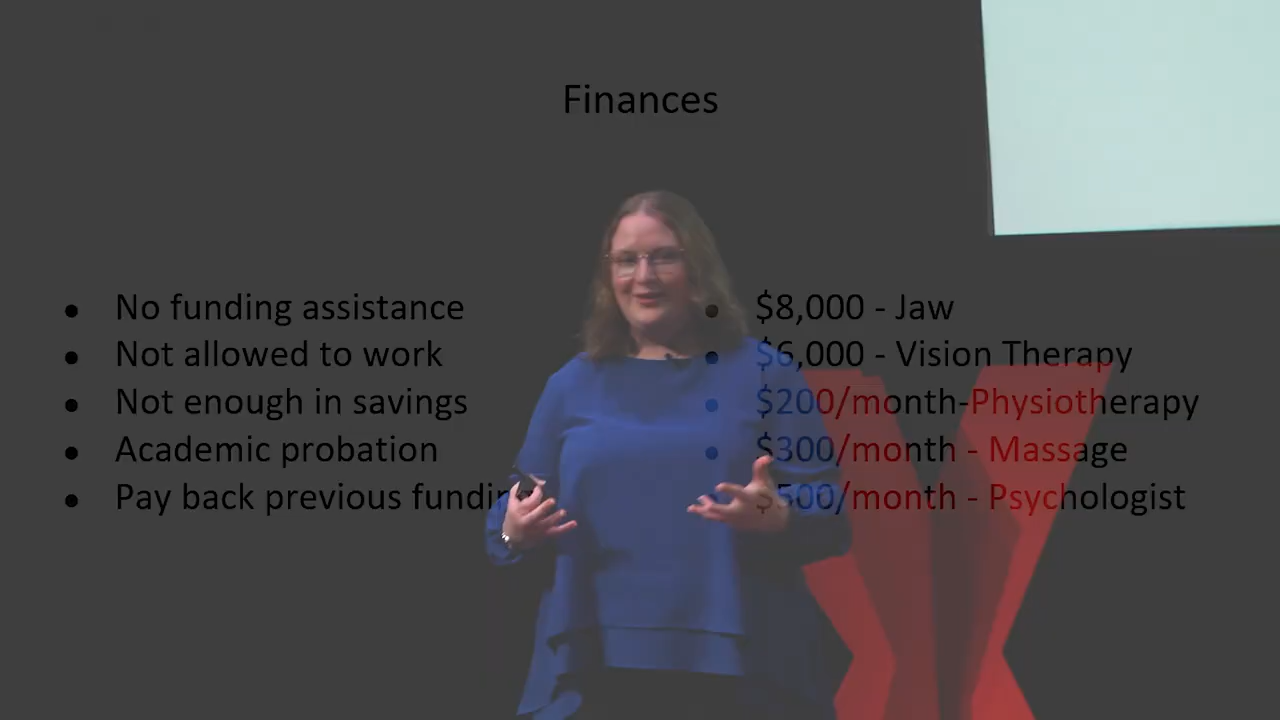 Finances
• No funding assistance
• Not allowed to work
• Not enough in savings
• Academic probation
• Pay back previous funding
• $8,000 - Jaw
• $6,000 - Vision Therapy
• $200/month-Physiotherapy
• $300/month - Massage
$500/month - Psychologist